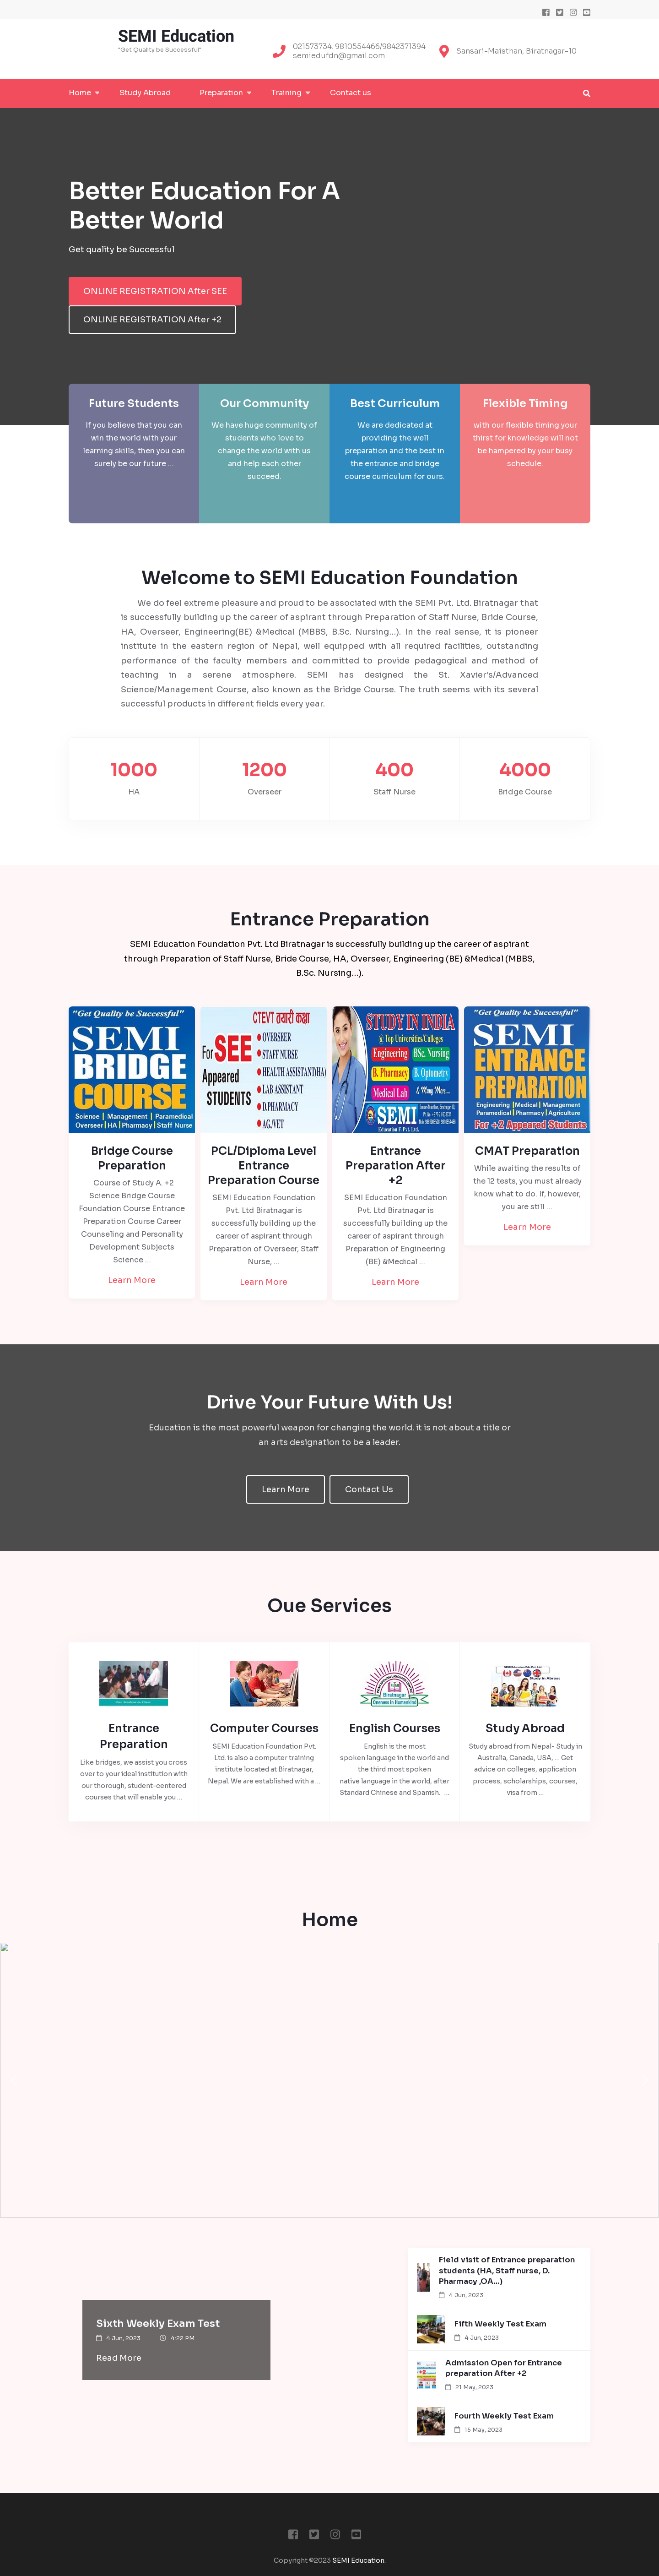 SEMI Education
"Get Quality be Successful"
021573734. 9810554466/9842371394
semiedufdn@gmail.com
Sansari-Maisthan, Biratnagar-10
Home
Study Abroad
Preparation
Training
Contact us
Better Education For A
Better World
Get quality be Successful
ONLINE REGISTRATION After SEE
ONLINE REGISTRATION After +2
Future Students
If you believe that you can
win the world with your
learning skills, then you can
surely be our future ...
Our Community
We have huge community of
students who love to
change the world with us
and help each other
succeed.
Best Curriculum
We are dedicated at
providing the well
preparation and the best in
the entrance and bridge
course curriculum for ours.
Flexible Timing
with our flexible timing your
thirst for knowledge will not
be hampered by your busy
schedule.
Welcome to SEMI Education Foundation
We do feel extreme pleasure and proud to be associated with the SEMI Pvt. Ltd. Biratnagar that
is successfully building up the career of aspirant through Preparation of Staff Nurse, Bride Course,
HA, Overseer, Engineering(BE) &Medical (MBBS, B.Sc. Nursing...). In the real sense, it is pioneer
institute in the eastern region of Nepal, well equipped with all required facilities, outstanding
performance of the faculty members and committed to provide pedagogical and method of
teaching in a serene atmosphere. SEMI has designed the St. Xavier's/Advanced
Science/Management Course, also known as the Bridge Course. The truth seems with its several
successful products in different fields every year.
1000
HA
1200
Overseer
400
Staff Nurse
4000
Bridge Course
Entrance Preparation
SEMI Education Foundation Pvt. Ltd Biratnagar is successfully building up the career of aspirant
through Preparation of Staff Nurse, Bride Course, HA, Overseer, Engineering (BE) &Medical (MBBS,
B.Sc. Nursing...).
"Get Quality be Successful"
SEMI
BRIDGE
COURSE
Science | Management | Paramedical
Overseer|HA|Pharmacy|Staff Nurse
Bridge Course
Preparation
Course of Study A. +2
Science Bridge Course
Foundation Course Entrance
Preparation Course Career
Counseling and Personality
Development Subjects
Science ...
Learn More
CTEVT तयारी कक्षा
For SEE
Appeared
STUDENTS
OVERSEER
STAFF NURSE
HEALTH ASSISTANT(HA)
LAB ASSISTANT
D.PHARMACY
AG./VET
PCL/Diploma Level
Entrance
Preparation Course
SEMI Education Foundation
Pvt. Ltd Biratnagar is
successfully building up the
career of aspirant through
Preparation of Overseer, Staff
Nurse, ...
Learn More
STUDY IN INDIA
@ Top Universities/Colleges
Engineering
BSc. Nursing
B. Pharmacy
B. Optometry
Medical Lab
& Many More...
SEMI
Education F. Pvt. Ltd.
Entrance
Preparation After
+2
SEMI Education Foundation
Pvt. Ltd Biratnagar is
successfully building up the
career of aspirant through
Preparation of Engineering
(BE) &Medical ...
Learn More
"Get Quality be Successful"
SEMI
ENTRANCE
PREPARATION
Engineering |Medical| Management
Paramedical|Pharmacy|Agriculture
For +2 Appeared Students
CMAT Preparation
While awaiting the results of
the 12 tests, you must already
know what to do. If, however,
you are still ...
Learn More
Drive Your Future With Us!
Education is the most powerful weapon for changing the world. it is not about a title or
an arts designation to be a leader.
Learn More
Contact Us
Oue Services
Entrance
Preparation
Like bridges, we assist you cross
over to your ideal institution with
our thorough, student-centered
courses that will enable you ...
Computer Courses
SEMI Education Foundation Pvt.
Ltd. is also a computer training
institute located at Biratnagar,
Nepal. We are established with a ...
Biratnagar
English Courses
English is the most
spoken language in the world and
the third most spoken
native language in the world, after
Standard Chinese and Spanish. ...
Study Abroad
Study abroad from Nepal- Study in
Australia, Canada, USA, ... Get
advice on colleges, application
process, scholarships, courses,
visa from ...
Home
Sixth Weekly Exam Test
4 Jun, 2023
4:22 PM
Read More
Field visit of Entrance preparation
students (HA, Staff nurse, D.
Pharmacy ,OA...)
4 Jun, 2023
Fifth Weekly Test Exam
4 Jun, 2023
Admission Open for Entrance
preparation After +2
21 May, 2023
Fourth Weekly Test Exam
15 May, 2023
Copyright ©2023 SEMI Education.